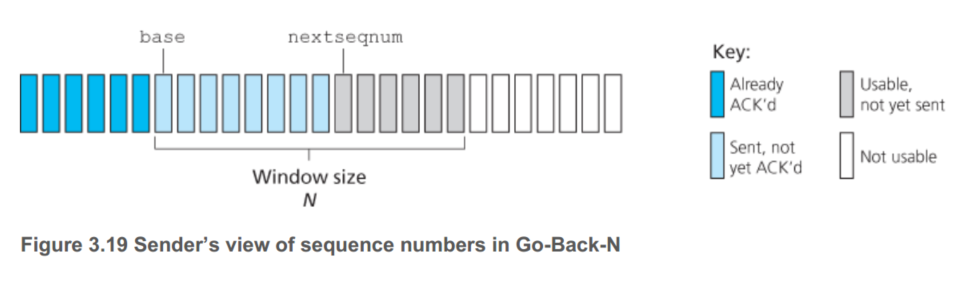 base
nextseqnum
Key:
Already
ACK'd
Usable,
not yet sent
Sent, not
yet ACK'd
Not usable
Window size
N
Figure 3.19 Sender’s view of sequence numbers in Go-Back-N